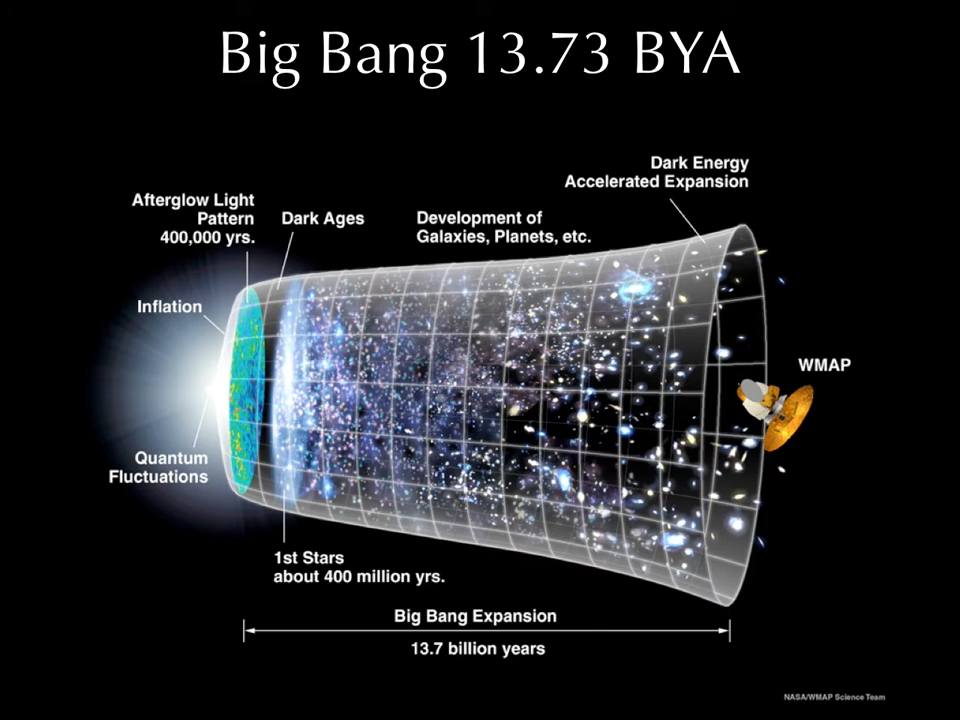 Big Bang 13.73 BYA
Dark Energy
Accelerated Expansion
Afterglow Light
Pattern
400,000 yrs.
Dark Ages
Development of
Galaxies, Planets, etc.
Inflation
WMAP
Quantum
Fluctuations
1st Stars
about 400 million yrs.
Big Bang Expansion
13.7 billion years
NASA/WMAP Science Team